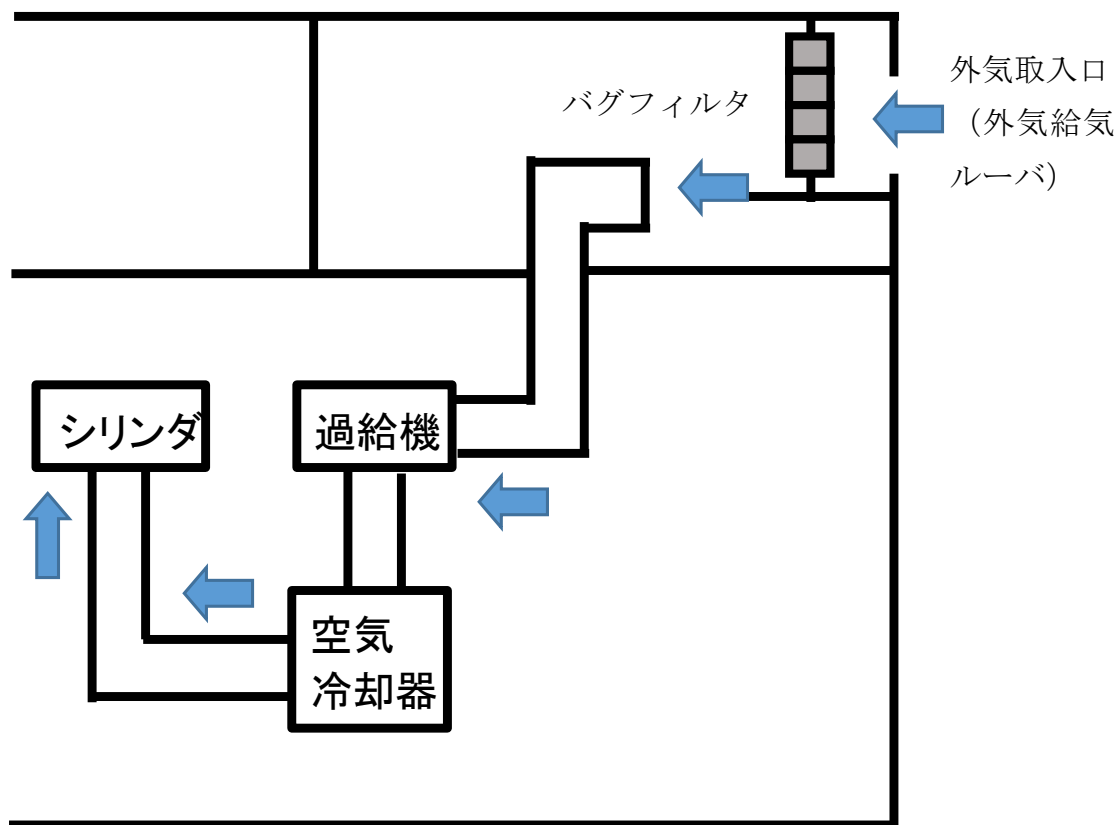 外気取入口
（外気給気
ルーバ）
バグフィルタ
シリンダ
過給機
空気
冷却器